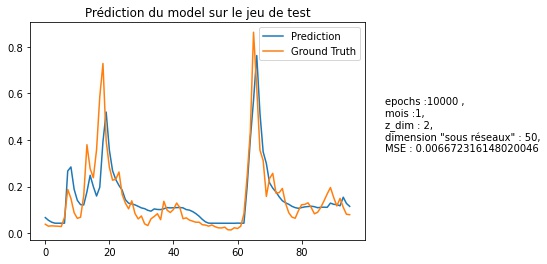 Prédiction du model sur le jeu de test
Prediction
Ground Truth
0.8
0.6
0.4
0.2
0.0
0
20
40
60
80
epochs :10000 ,
mois :1,
z_dim : 2,
dimension "sous réseaux" : 50,
MSE : 0.006672316148020046